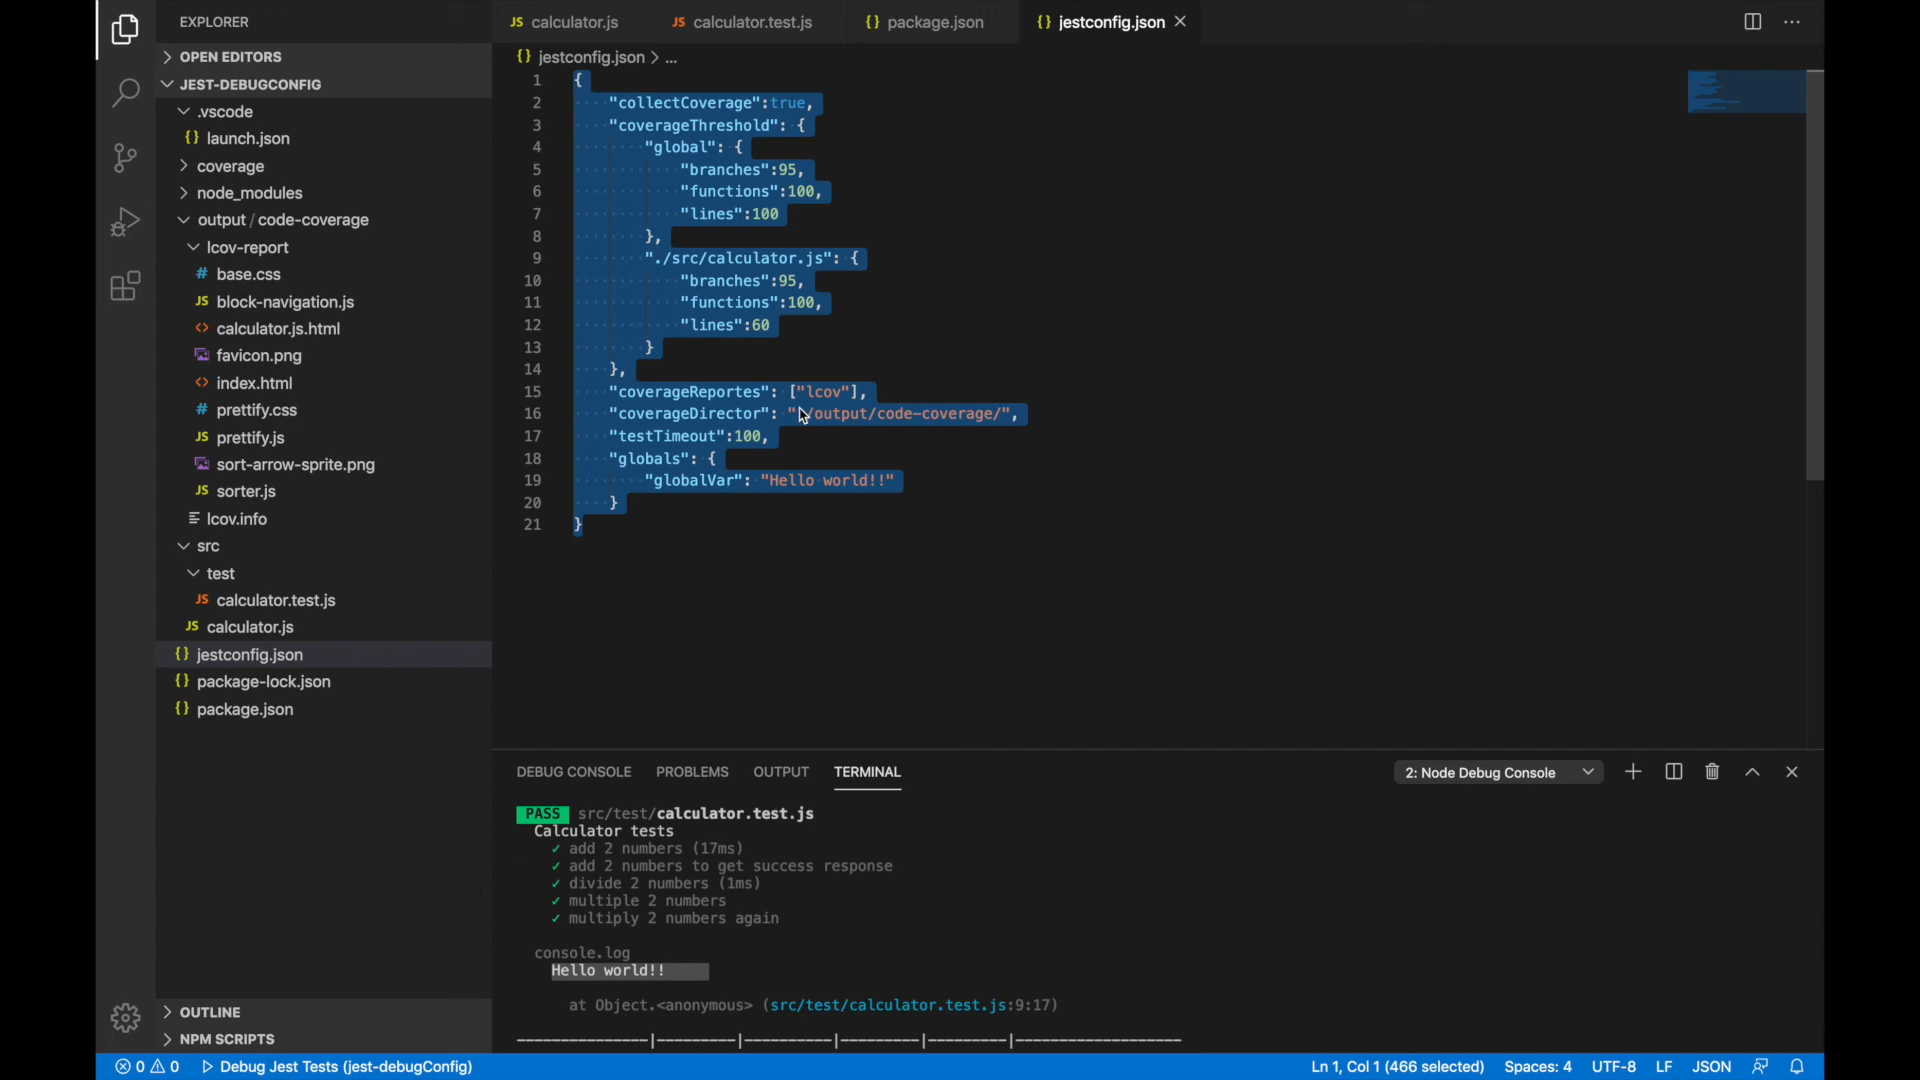 EXPLORER
JS calculator.js
JS calculator.test.js
{} package.json
{} jestconfig.json
OPEN EDITORS
JEST-DEBUGCONFIG
.vscode
{} launch.json
coverage
node_modules
output / code-coverage
lcov-report
# base.css
JS block-navigation.js
<> calculator.js.html
favicon.png
<> index.html
# prettify.css
JS prettify.js
sort-arrow-sprite.png
JS sorter.js
lcov.info
src
test
JS calculator.test.js
JS calculator.js
{} jestconfig.json
{} package-lock.json
{} package.json
OUTLINE
NPM SCRIPTS
{} jestconfig.json > ...
1 {
2 "collectCoverage":true,
3 "coverageThreshold": {
4 "global": {
5 "branches":95,
6 "functions":100,
7 "lines":100
8 },
9 "./src/calculator.js": {
10 "branches":95,
11 "functions":100,
12 "lines":60
13 }
14 },
15 "coverageReportes": ["lcov"],
16 "coverageDirector": "./output/code-coverage/",
17 "testTimeout":100,
18 "globals": {
19 "globalVar": "Hello world!!"
20 }
21 }
DEBUG CONSOLE PROBLEMS OUTPUT TERMINAL
2: Node Debug Console
PASS src/test/calculator.test.js
Calculator tests
✓ add 2 numbers (17ms)
✓ add 2 numbers to get success response
✓ divide 2 numbers (1ms)
✓ multiple 2 numbers
✓ multiply 2 numbers again
console.log
Hello world!!
at Object.<anonymous> (src/test/calculator.test.js:9:17)
---------------|---------|----------|---------|---------|-------------------
0 0 Debug Jest Tests (jest-debugConfig)
Ln 1, Col 1 (466 selected) Spaces: 4 UTF-8 LF JSON